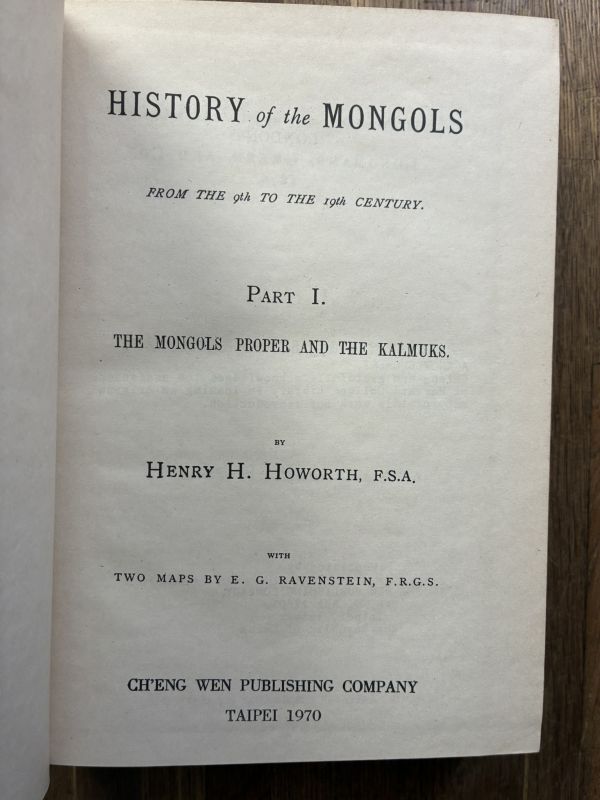 HISTORY of the MONGOLS
FROM THE 9th TO THE 19th CENTURY.
PART I.
THE MONGOLS PROPER AND THE KALMUKS.
BY
HENRY H. HOWORTH, F.S.A.
WITH
TWO MAPS BY E. G. RAVENSTEIN, F.R.G.S.
CH'ENG WEN PUBLISHING COMPANY
TAIPEI 1970